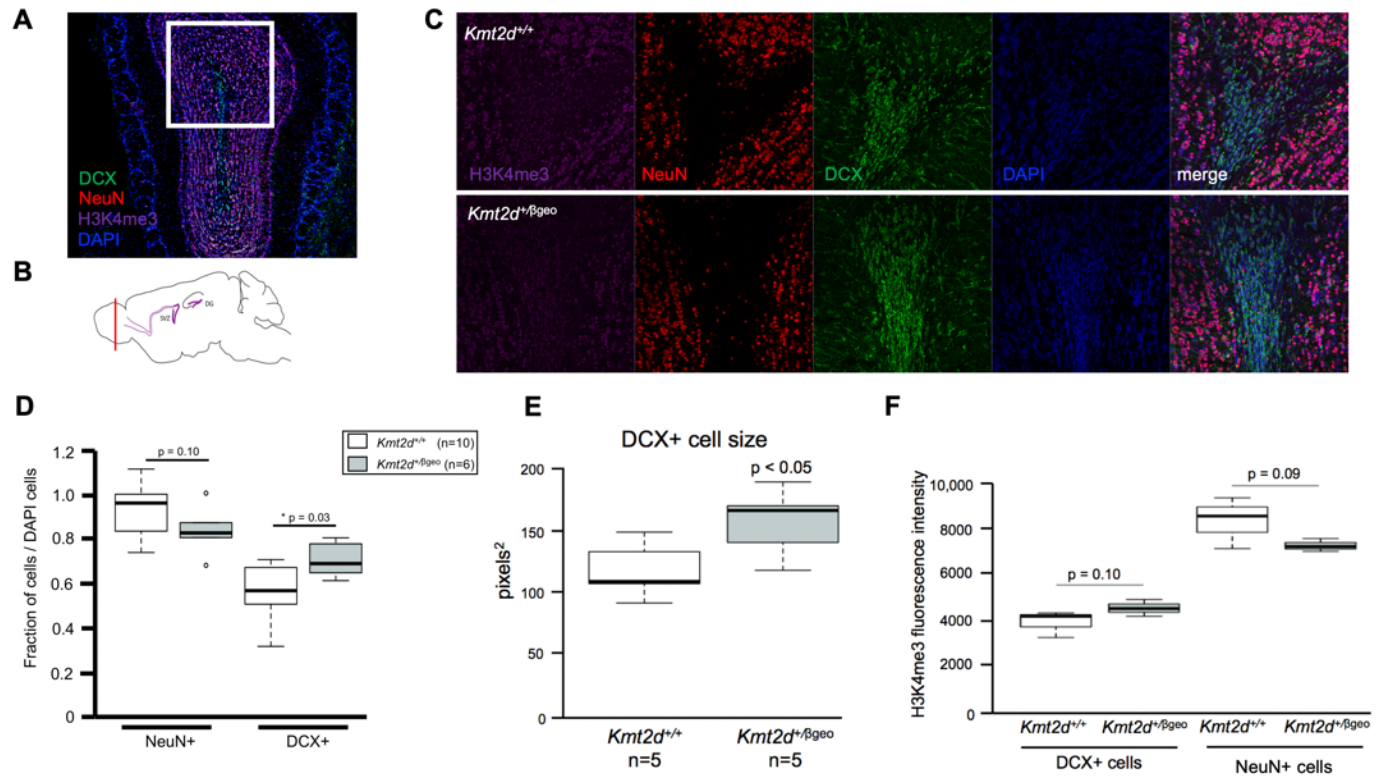 A
DCX
NeuN
H3K4me3
DAPI
B
SVZ
DG
C
Kmt2d+/+
H3K4me3
NeuN
DCX
DAPI
merge
Kmt2d+/βgeo
D
Kmt2d+/+ (n=10)
Kmt2d+/βgeo (n=6)
Fraction of cells / DAPI cells
1.2
1.0
0.8
0.6
0.4
0.2
0
p = 0.10
* p = 0.03
NeuN+
DCX+
E
DCX+ cell size
p < 0.05
pixels2
200
150
100
50
0
Kmt2d+/+
n=5
Kmt2d+/βgeo
n=5
F
H3K4me3 fluorescence intensity
10,000
8000
6000
4000
2000
0
p = 0.09
p = 0.10
Kmt2d+/+ Kmt2d+/βgeo Kmt2d+/+ Kmt2d+/βgeo
DCX+ cells NeuN+ cells